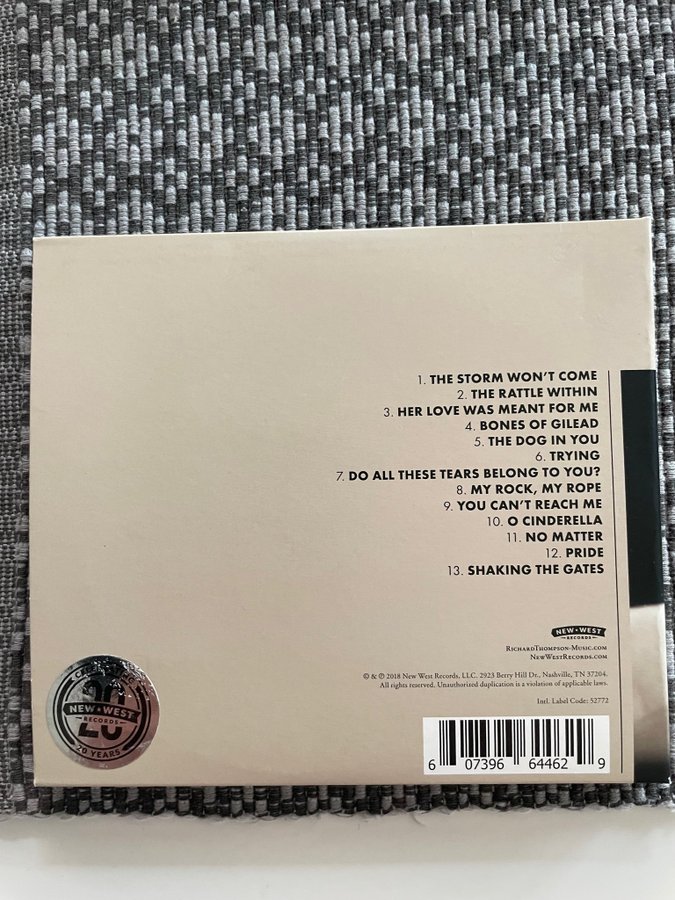 1. THE STORM WON'T COME
2. THE RATTLE WITHIN
3. HER LOVE WAS MEANT FOR ME
4. BONES OF GILEAD
5. THE DOG IN YOU
6. TRYING
7. DO ALL THESE TEARS BELONG TO YOU?
8. MY ROCK, MY ROPE
9. YOU CAN'T REACH ME
10. O CINDERELLA
11. NO MATTER
12. PRIDE
13. SHAKING THE GATES
NEW WEST
RECORDS
RichardThompson-Music.com
NewWestRecords.com
© & ℗ 2018 New West Records, LLC. 2923 Berry Hill Dr., Nashville, TN 37204.
All rights reserved. Unauthorized duplication is a violation of applicable laws.
Intl. Label Code: 52772
CELEBRATING
20
NEW WEST
RECORDS
20 YEARS
6 07396 64462 9